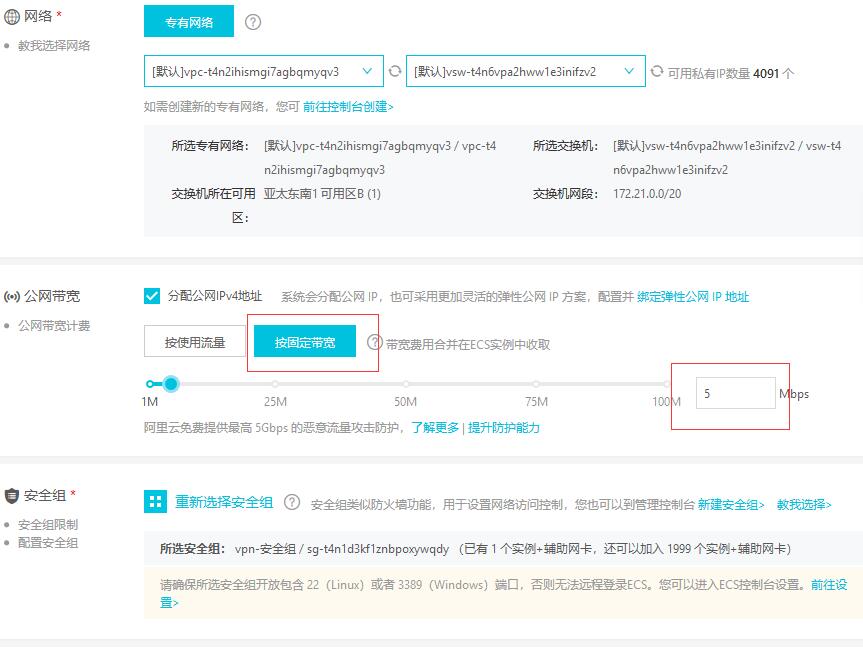 网络 *
专有网络 ?
教我选择网络
[默认]vpc-t4n2ihismgi7agbqmyqv3 [默认]vsw-t4n6vpa2hww1e3inifzv2 可用私有IP数量 4091 个
如需创建新的专有网络，您可 前往控制台创建>
所选专有网络： [默认]vpc-t4n2ihismgi7agbqmyqv3 / vpc-t4 所选交换机： [默认]vsw-t4n6vpa2hww1e3inifzv2 / vsw-t4
n2ihismgi7agbqmyqv3 n6vpa2hww1e3inifzv2
交换机所在可用 亚太东南1 可用区B (1) 交换机网段： 172.21.0.0/20
区：
公网带宽 分配公网IPv4地址 系统会分配公网 IP，也可采用更加灵活的弹性公网 IP 方案，配置并 绑定弹性公网 IP 地址
公网带宽计费
按使用流量 按固定带宽 ? 带宽费用合并在ECS实例中收取
5 Mbps
1M 25M 50M 75M 100M
阿里云免费提供最高 5Gbps 的恶意流量攻击防护，了解更多 | 提升防护能力
安全组 * 重新选择安全组 ? 安全组类似防火墙功能，用于设置网络访问控制，您也可以到管理控制台 新建安全组> 教我选择>
安全组限制
配置安全组
所选安全组： vpn-安全组 / sg-t4n1d3kf1znbpoxywqdy （已有 1 个实例+辅助网卡，还可以加入 1999 个实例+辅助网卡）
请确保所选安全组开放包含 22（Linux）或者 3389（Windows）端口，否则无法远程登录ECS。您可以进入ECS控制台设置。前往设
置>